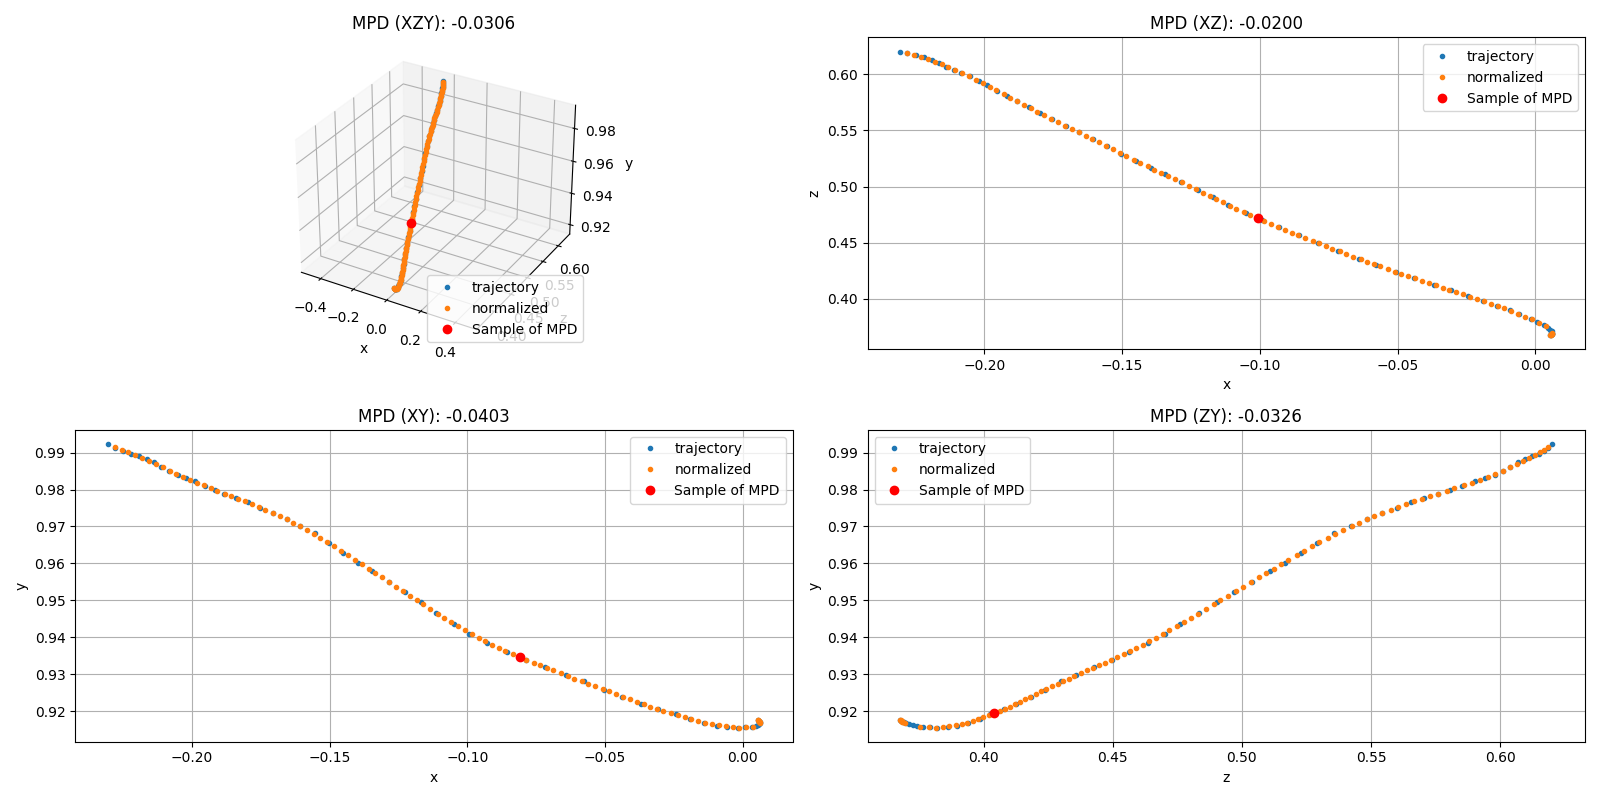 MPD (XZY): -0.0306
0.98
0.96
0.94
0.92
y
0.60
0.55
0.50
0.45
0.40
z
−0.4
−0.2
0.0
0.2
0.4
x
trajectory
normalized
Sample of MPD
MPD (XZ): -0.0200
trajectory
normalized
Sample of MPD
0.60
0.55
0.50
0.45
0.40
z
−0.20 −0.15 −0.10 −0.05 0.00
x
MPD (XY): -0.0403
trajectory
normalized
Sample of MPD
0.99
0.98
0.97
0.96
0.95
0.94
0.93
0.92
y
−0.20 −0.15 −0.10 −0.05 0.00
x
MPD (ZY): -0.0326
trajectory
normalized
Sample of MPD
0.99
0.98
0.97
0.96
0.95
0.94
0.93
0.92
y
0.40 0.45 0.50 0.55 0.60
z